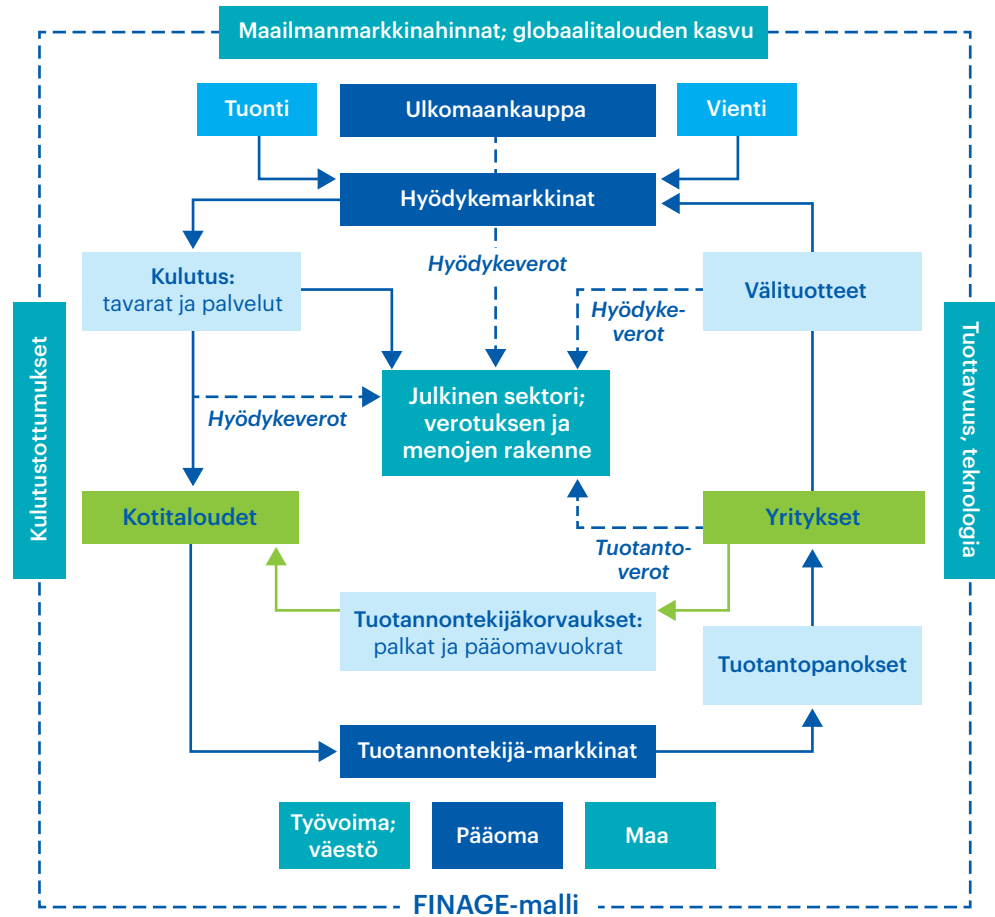 Maailmanmarkkinahinnat; globaalitalouden kasvu
Tuonti
Ulkomaankauppa
Vienti
Hyödykemarkkinat
Hyödykeverot
Kulutus:
tavarat ja palvelut
Hyödyke-
verot
Välituotteet
Kulutustottumukset
Tuottavuus, teknologia
Julkinen sektori;
verotuksen ja
menojen rakenne
Hyödykeverot
Kotitaloudet
Yritykset
Tuotanto-
verot
Tuotannontekijäkorvaukset:
palkat ja pääomavuokrat
Tuotantopanokset
Tuotannontekijä-markkinat
Työvoima;
väestö
Pääoma
Maa
FINAGE-malli